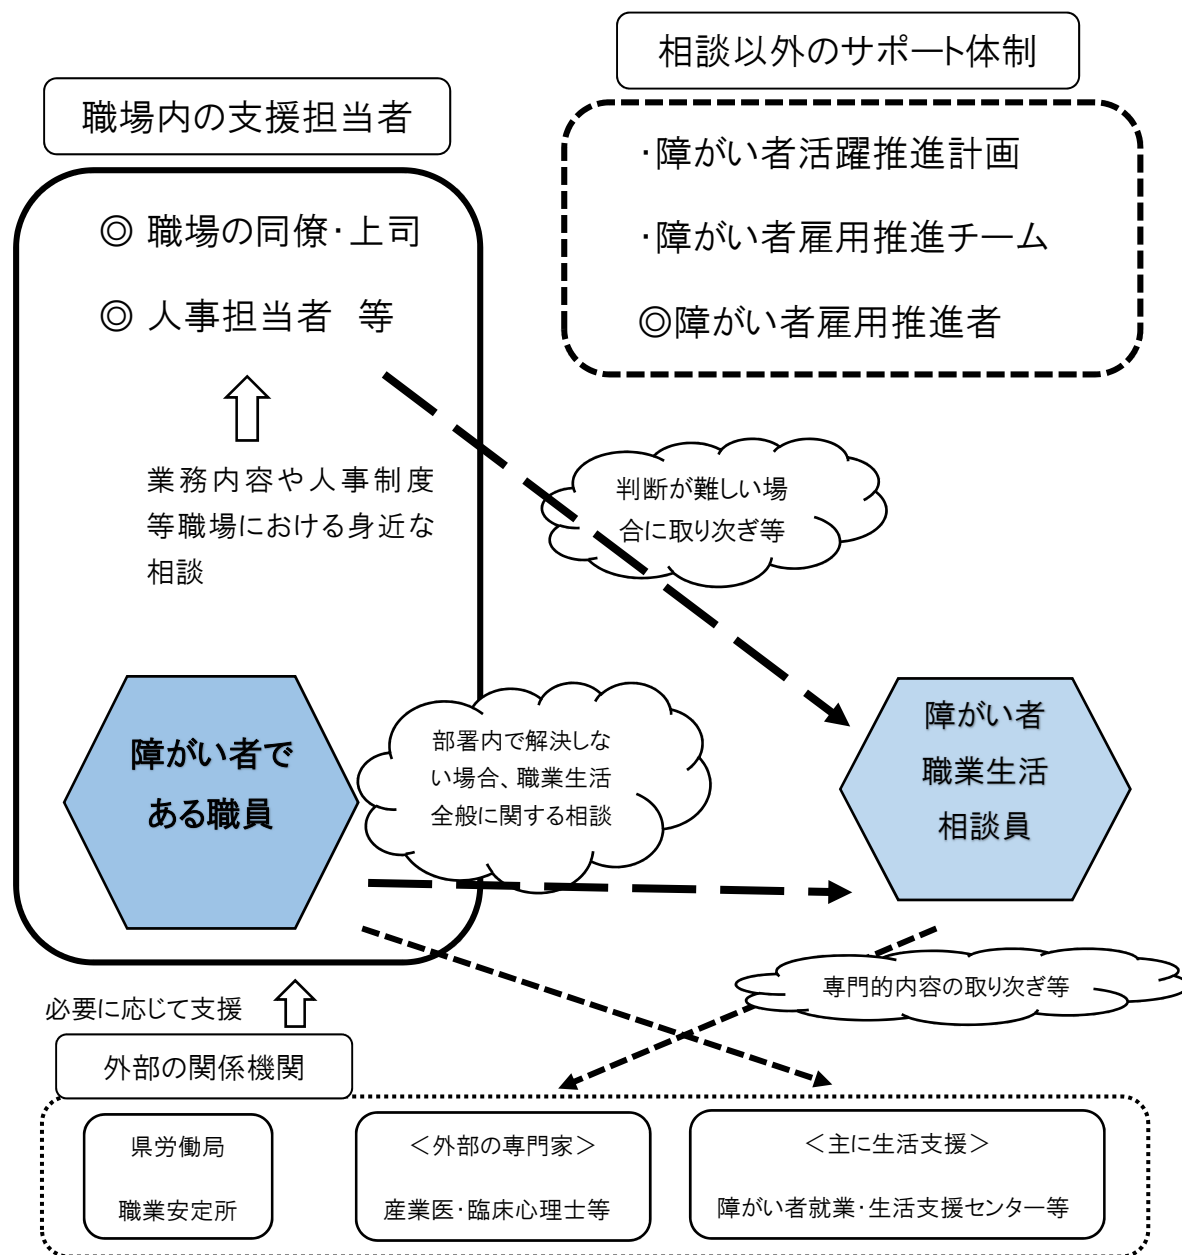 相談以外のサポート体制
・障がい者活躍推進計画
・障がい者雇用推進チーム
◎障がい者雇用推進者
職場内の支援担当者
◎ 職場の同僚・上司
◎ 人事担当者 等
業務内容や人事制度
等職場における身近な
相談
判断が難しい場
合に取り次ぎ等
障がい者で
ある職員
部署内で解決しな
い場合、職業生活
全般に関する相談
障がい者
職業生活
相談員
専門的内容の取り次ぎ等
必要に応じて支援
外部の関係機関
県労働局
職業安定所
＜外部の専門家＞
産業医・臨床心理士等
＜主に生活支援＞
障がい者就業・生活支援センター等